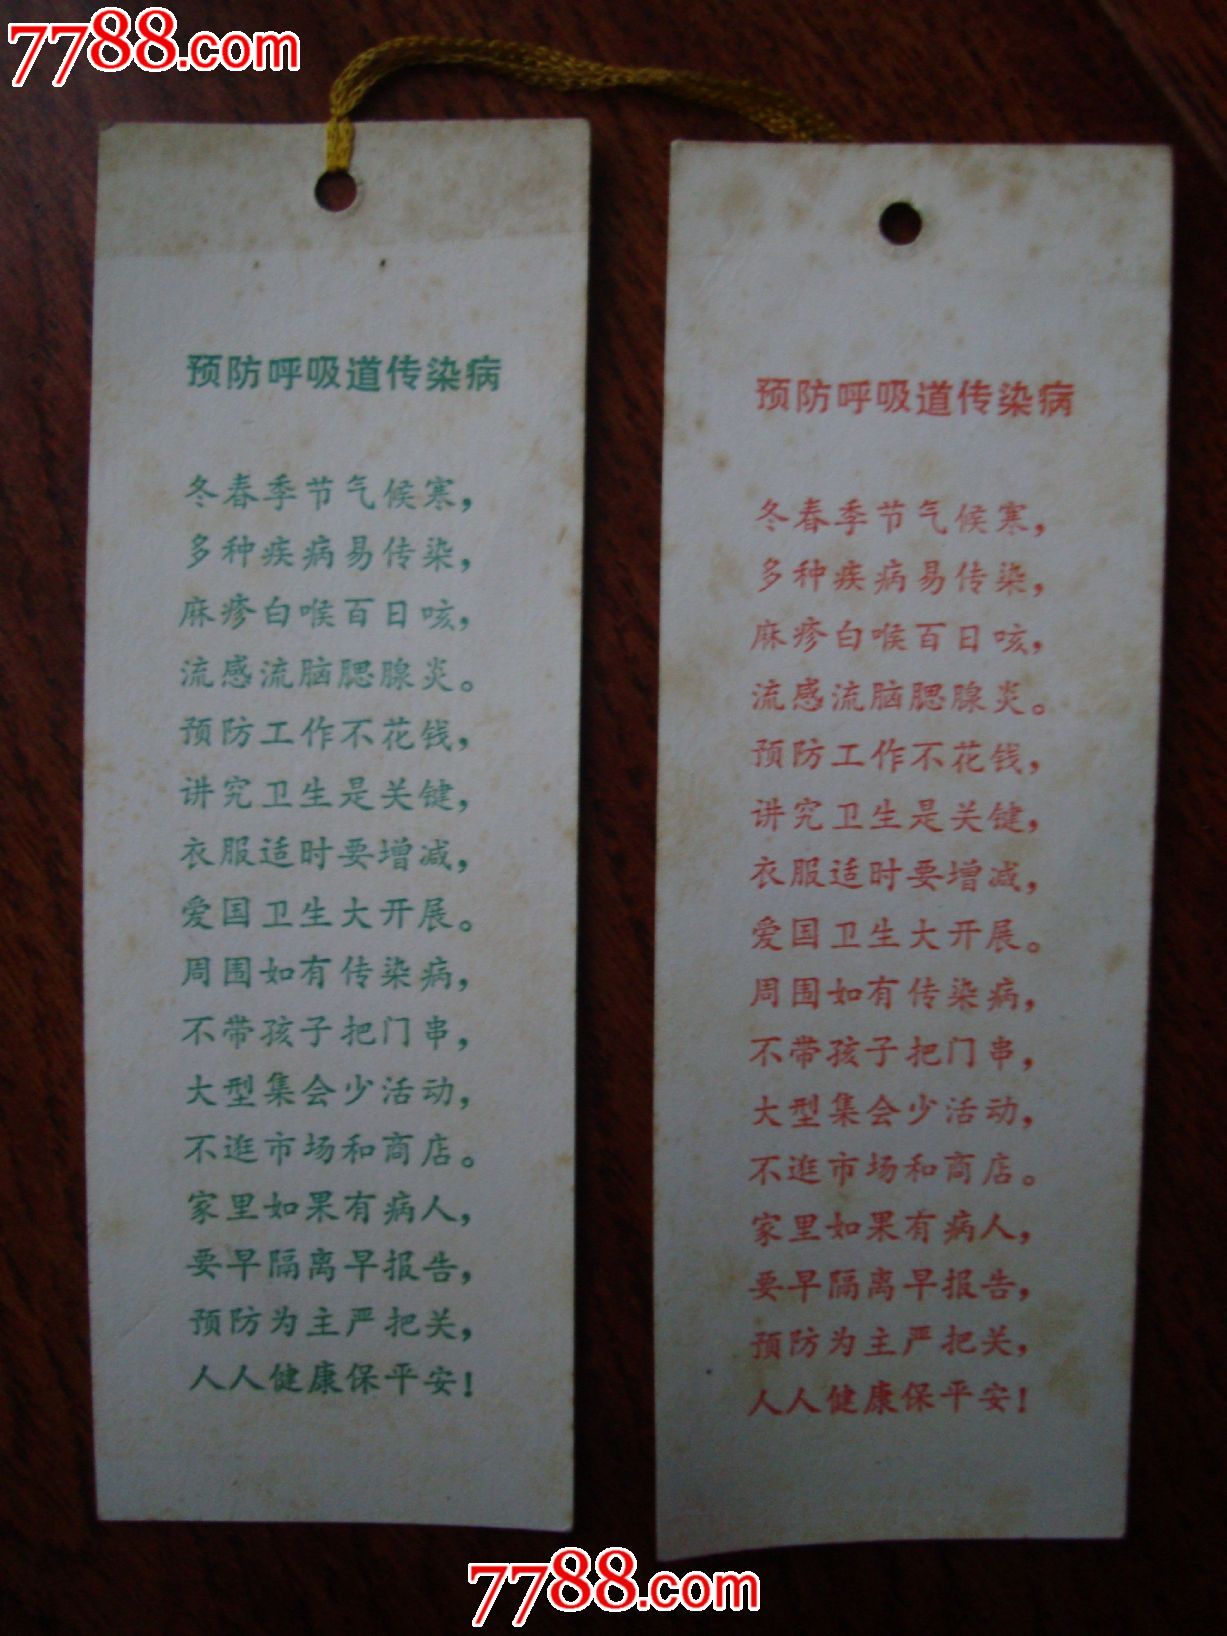 7788.com
预防呼吸道传染病
冬春季节气候寒，
多种疾病易传染，
麻疹白喉百日咳，
流感流脑腮腺炎。
预防工作不花钱，
讲究卫生是关键，
衣服适时要增减，
爱国卫生大开展。
周围如有传染病，
不带孩子把门串，
大型集会少活动，
不逛市场和商店。
家里如果有病人，
要早隔离早报告，
预防为主严把关，
人人健康保平安！
预防呼吸道传染病
冬春季节气候寒，
多种疾病易传染，
麻疹白喉百日咳，
流感流脑腮腺炎。
预防工作不花钱，
讲究卫生是关键，
衣服适时要增减，
爱国卫生大开展。
周围如有传染病，
不带孩子把门串，
大型集会少活动，
不逛市场和商店。
家里如果有病人，
要早隔离早报告，
预防为主严把关，
人人健康保平安！
7788.com